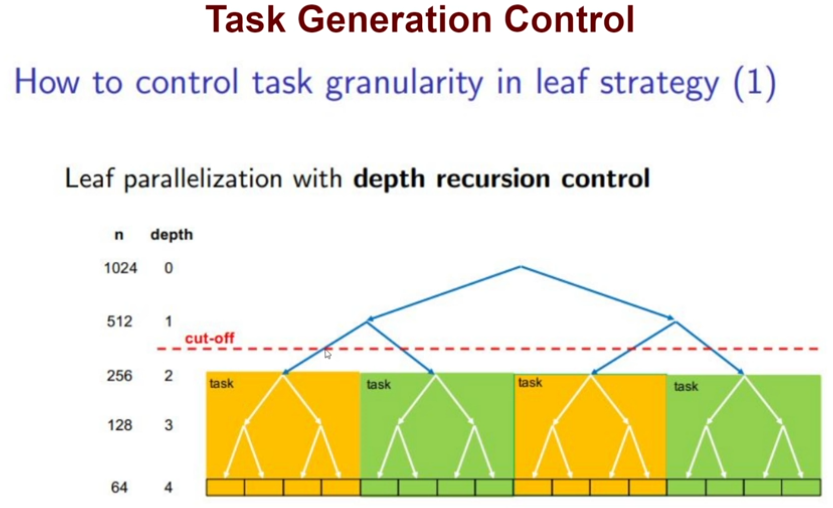 Task Generation Control
How to control task granularity in leaf strategy (1)
Leaf parallelization with depth recursion control
n depth
1024 0
512 1
cut-off
256 2
task task task task
128 3
64 4